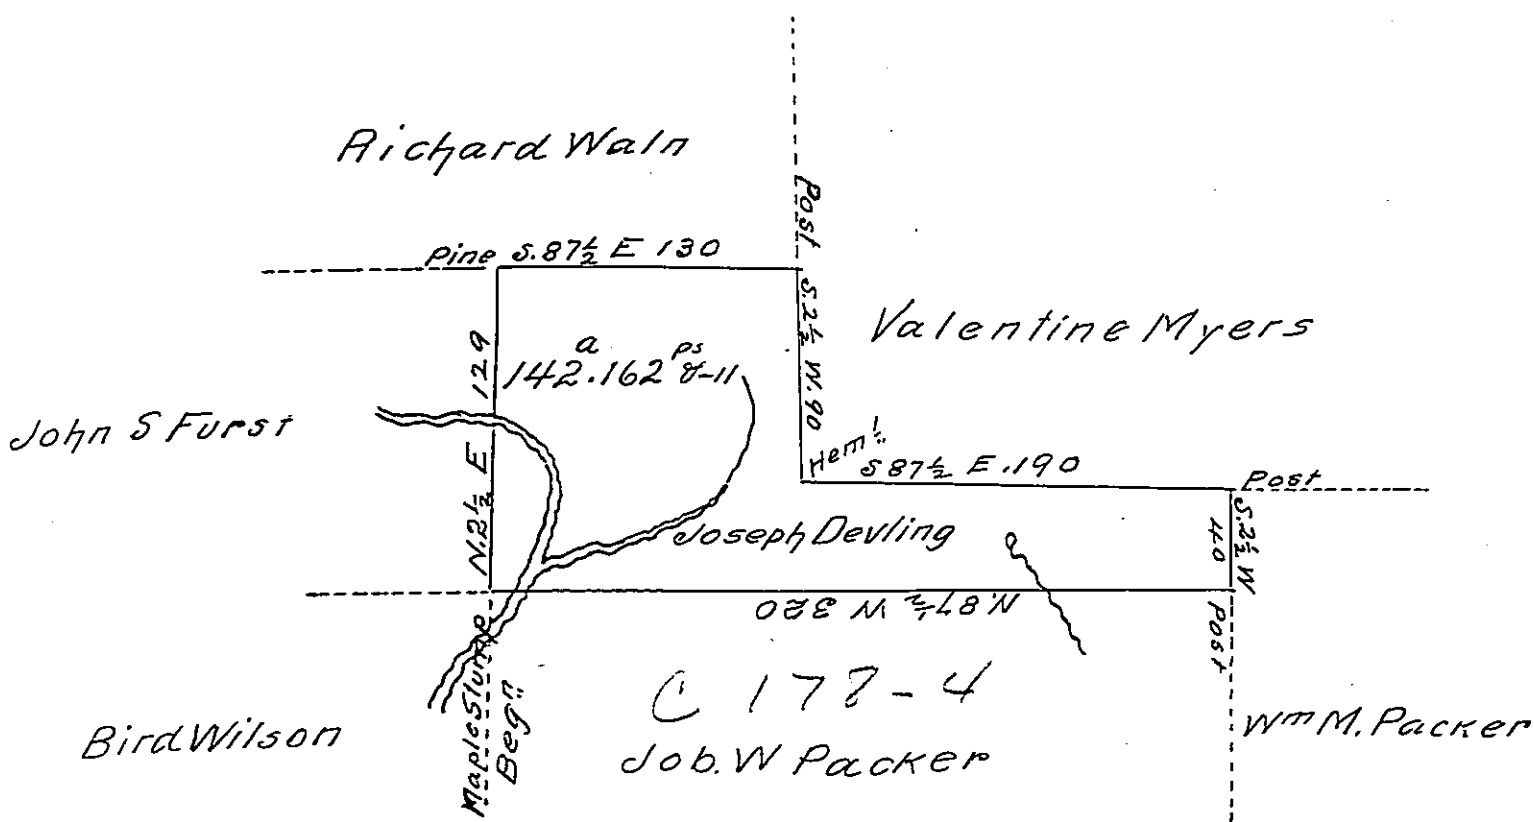 Richard Waln
Post
Pine S. 87½ E 130
S. 2½ W. 90
Valentine Myers
a ps
142.162 8-11
N. 2½ E 129
John S Furst
Heml.
S 87½ E. 190
Post
Joseph Devling
S. 2½ W
40
N. 87½ W 320
Post
Maple Stump
Beg"
C 178-4
Bird Wilson
Job. W Packer
Wm M. Packer